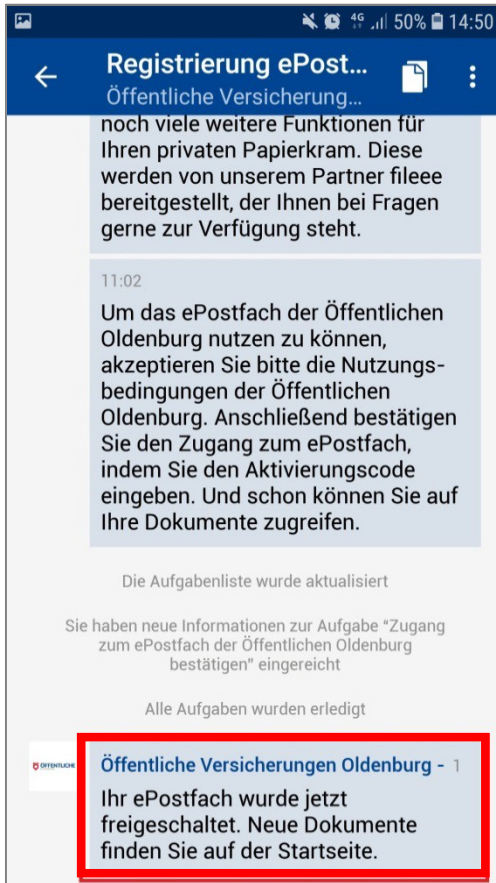 4G 50% 14:50
Registrierung ePost...
Öffentliche Versicherung...
noch viele weitere Funktionen für
Ihren privaten Papierkram. Diese
werden von unserem Partner fileee
bereitgestellt, der Ihnen bei Fragen
gerne zur Verfügung steht.
11:02
Um das ePostfach der Öffentlichen
Oldenburg nutzen zu können,
akzeptieren Sie bitte die Nutzungs-
bedingungen der Öffentlichen
Oldenburg. Anschließend bestätigen
Sie den Zugang zum ePostfach,
indem Sie den Aktivierungscode
eingeben. Und schon können Sie auf
Ihre Dokumente zugreifen.
Die Aufgabenliste wurde aktualisiert
Sie haben neue Informationen zur Aufgabe "Zugang
zum ePostfach der Öffentlichen Oldenburg
bestätigen" eingereicht
Alle Aufgaben wurden erledigt
ÖFFENTLICHE
Öffentliche Versicherungen Oldenburg - 1
Ihr ePostfach wurde jetzt
freigeschaltet. Neue Dokumente
finden Sie auf der Startseite.